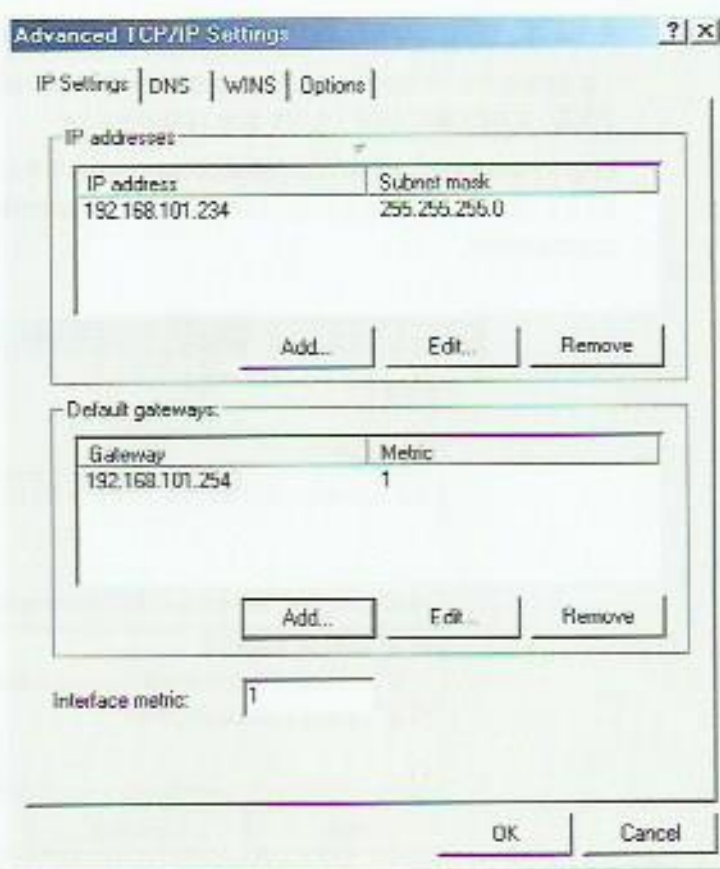 Advanced TCP/IP Settings ? ×
IP Settings DNS WINS Options
IP addresses
IP address Subnet mask
192.168.101.234 255.255.255.0
Add... Edit... Remove
Default gateways:
Gateway Metric
192.168.101.254 1
Add... Edit... Remove
Interface metric: 1
OK Cancel